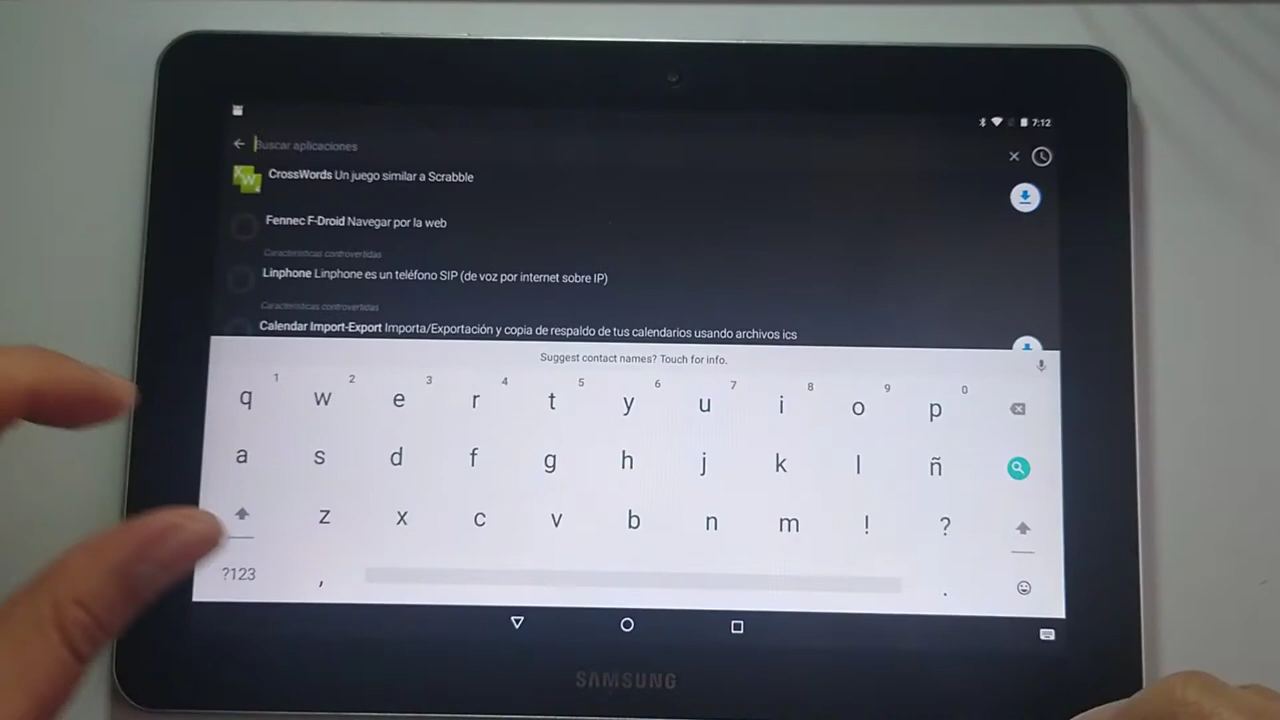 7:12
Buscar aplicaciones
CrossWords Un juego similar a Scrabble
Fennec F-Droid Navegar por la web
Características controvertidas
Linphone Linphone es un teléfono SIP (de voz por internet sobre IP)
Características controvertidas
Calendar Import-Export Importa/Exportación y copia de respaldo de tus calendarios usando archivos ics
Suggest contact names? Touch for info.
1 2 3 4 5 6 7 8 9 0
q w e r t y u i o p
a s d f g h j k l ñ
z x c v b n m ! ?
?123 , .
SAMSUNG